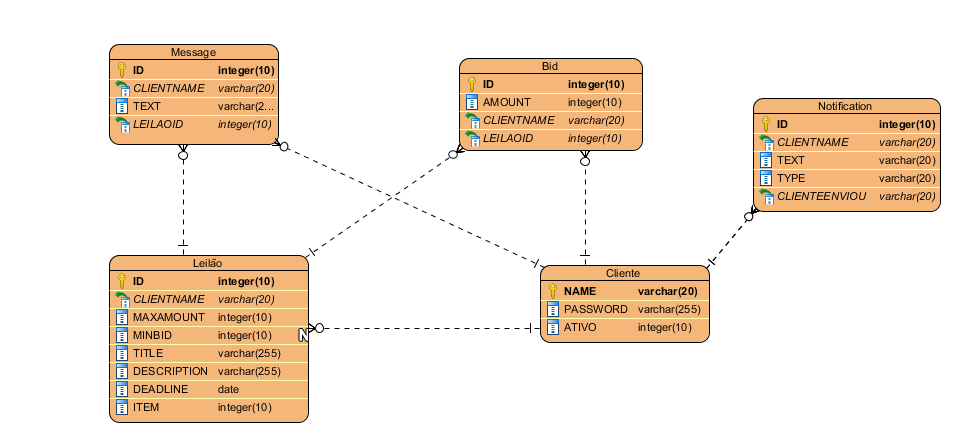 Message
ID integer(10)
CLIENTNAME varchar(20)
TEXT varchar(2...
LEILAOID integer(10)
Bid
ID integer(10)
AMOUNT integer(10)
CLIENTNAME varchar(20)
LEILAOID integer(10)
Notification
ID integer(10)
CLIENTNAME varchar(20)
TEXT varchar(20)
TYPE varchar(20)
CLIENTEENVIOU varchar(20)
Leilão
ID integer(10)
CLIENTNAME varchar(20)
MAXAMOUNT integer(10)
MINBID integer(10)
N
TITLE varchar(255)
DESCRIPTION varchar(255)
DEADLINE date
ITEM integer(10)
Cliente
NAME varchar(20)
PASSWORD varchar(255)
ATIVO integer(10)